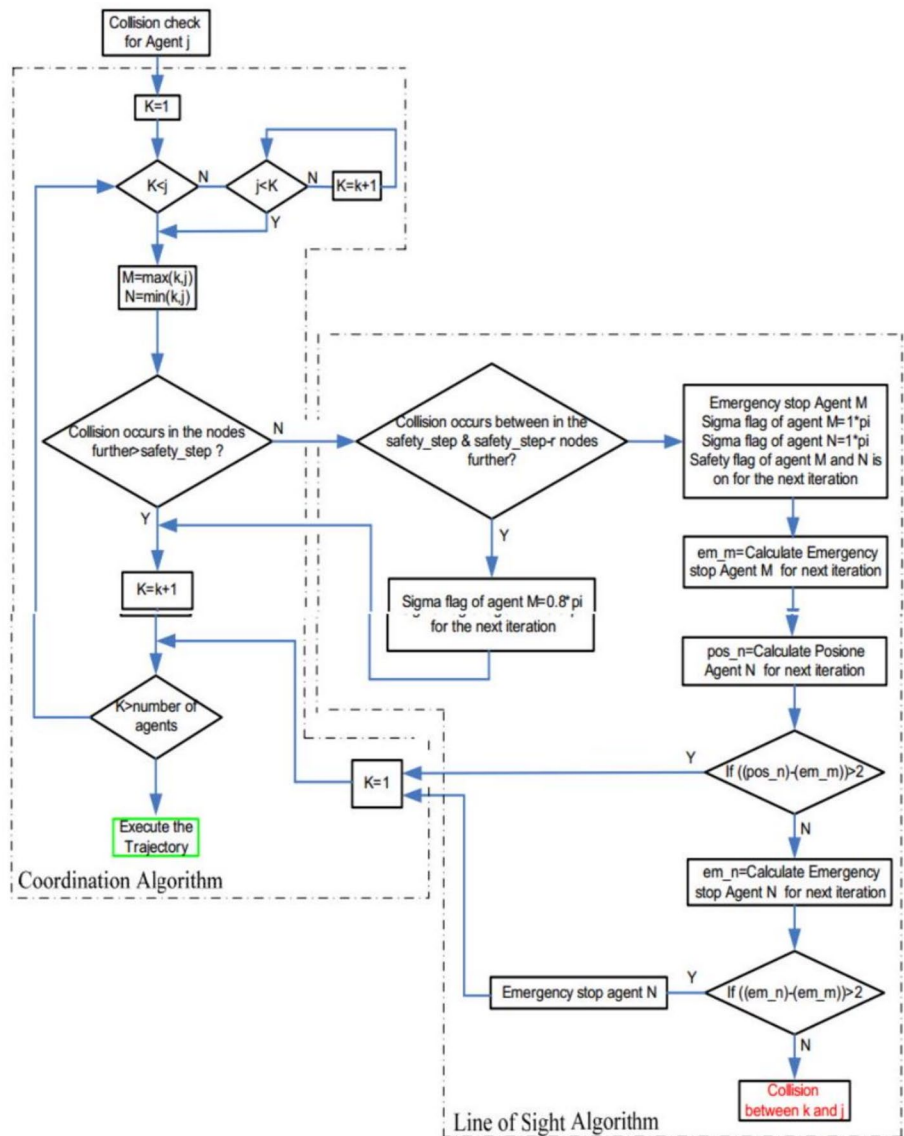 Collision check
for Agent j
K=1
K<j
N
j<K
N
K=k+1
Y
M=max(k,j)
N=min(k,j)
Collision occurs in the nodes
further>safety_step ?
N
Y
Collision occurs between in the
safety_step & safety_step-r nodes
further?
Y
Emergency stop Agent M
Sigma flag of agent M=1*pi
Sigma flag of agent N=1*pi
Safety flag of agent M and N is
on for the next iteration
em_m=Calculate Emergency
stop Agent M for next iteration
K=k+1
Sigma flag of agent M=0.8*pi
for the next iteration
pos_n=Calculate Posione
Agent N for next iteration
K>number of
agents
Y
If ((pos_n)-(em_m))>2
N
K=1
Execute the
Trajectory
Coordination Algorithm
em_n=Calculate Emergency
stop Agent N for next iteration
Emergency stop agent N
Y
If ((em_n)-(em_m))>2
N
Collision
between k and j
Line of Sight Algorithm